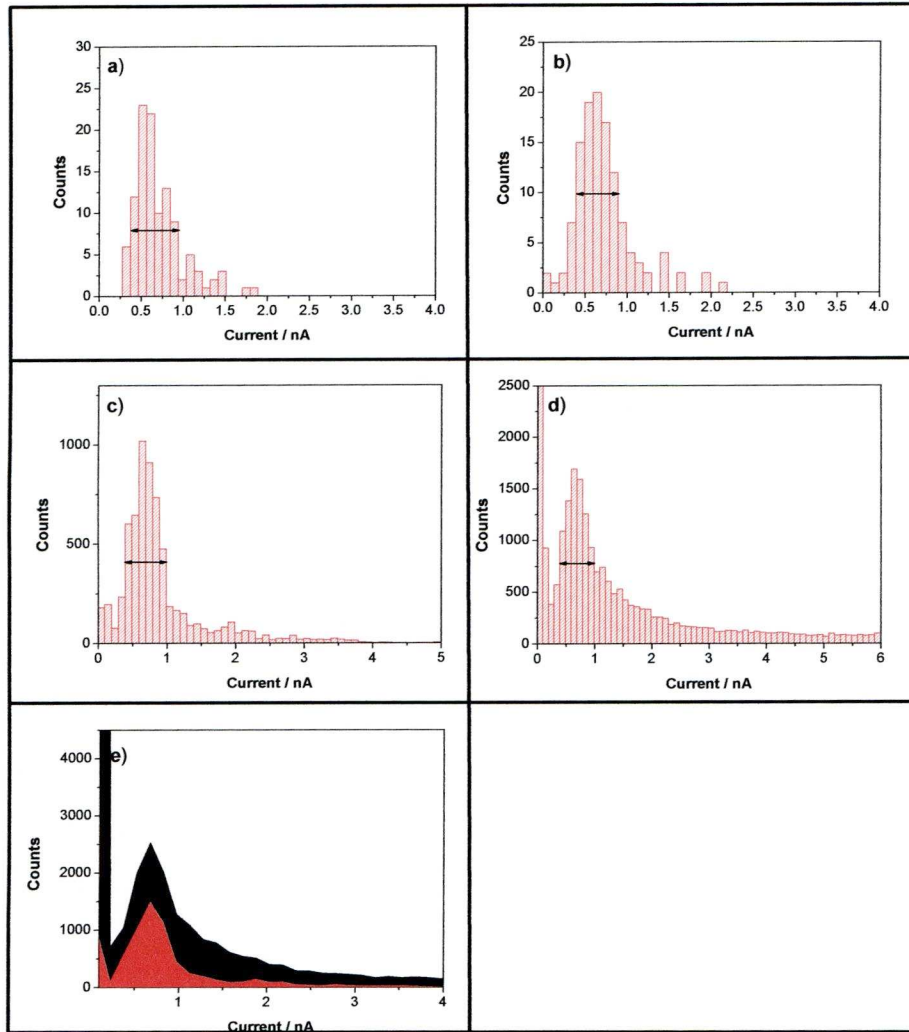 a)
30
25
20
15
10
5
0
Counts
0.0 0.5 1.0 1.5 2.0 2.5 3.0 3.5 4.0
Current / nA
b)
25
20
15
10
5
0
Counts
0.0 0.5 1.0 1.5 2.0 2.5 3.0 3.5 4.0
Current / nA
c)
1000
500
0
Counts
0 1 2 3 4 5
Current / nA
d)
2500
2000
1500
1000
500
0
Counts
0 1 2 3 4 5 6
Current / nA
e)
4000
3000
2000
1000
0
Counts
1 2 3 4
Current / nA